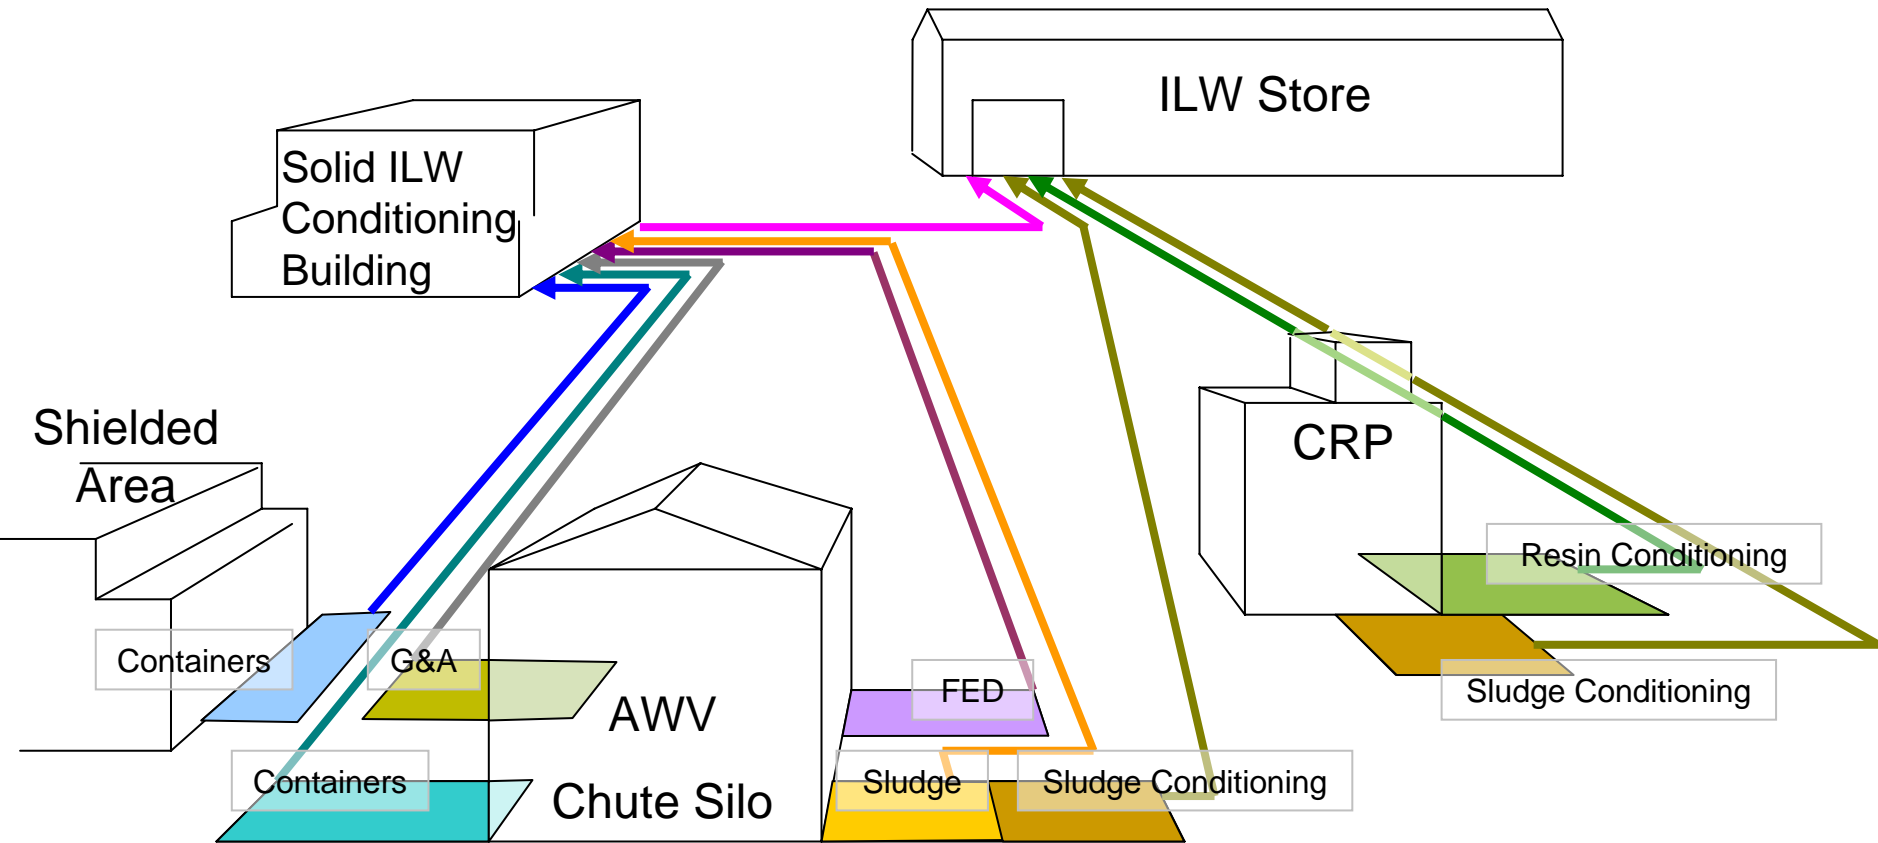 ILW Store
Solid ILW
Conditioning
Building
Shielded
Area
CRP
Resin Conditioning
Containers
G&A
FED
Sludge Conditioning
AWV
Containers
Chute Silo
Sludge
Sludge Conditioning